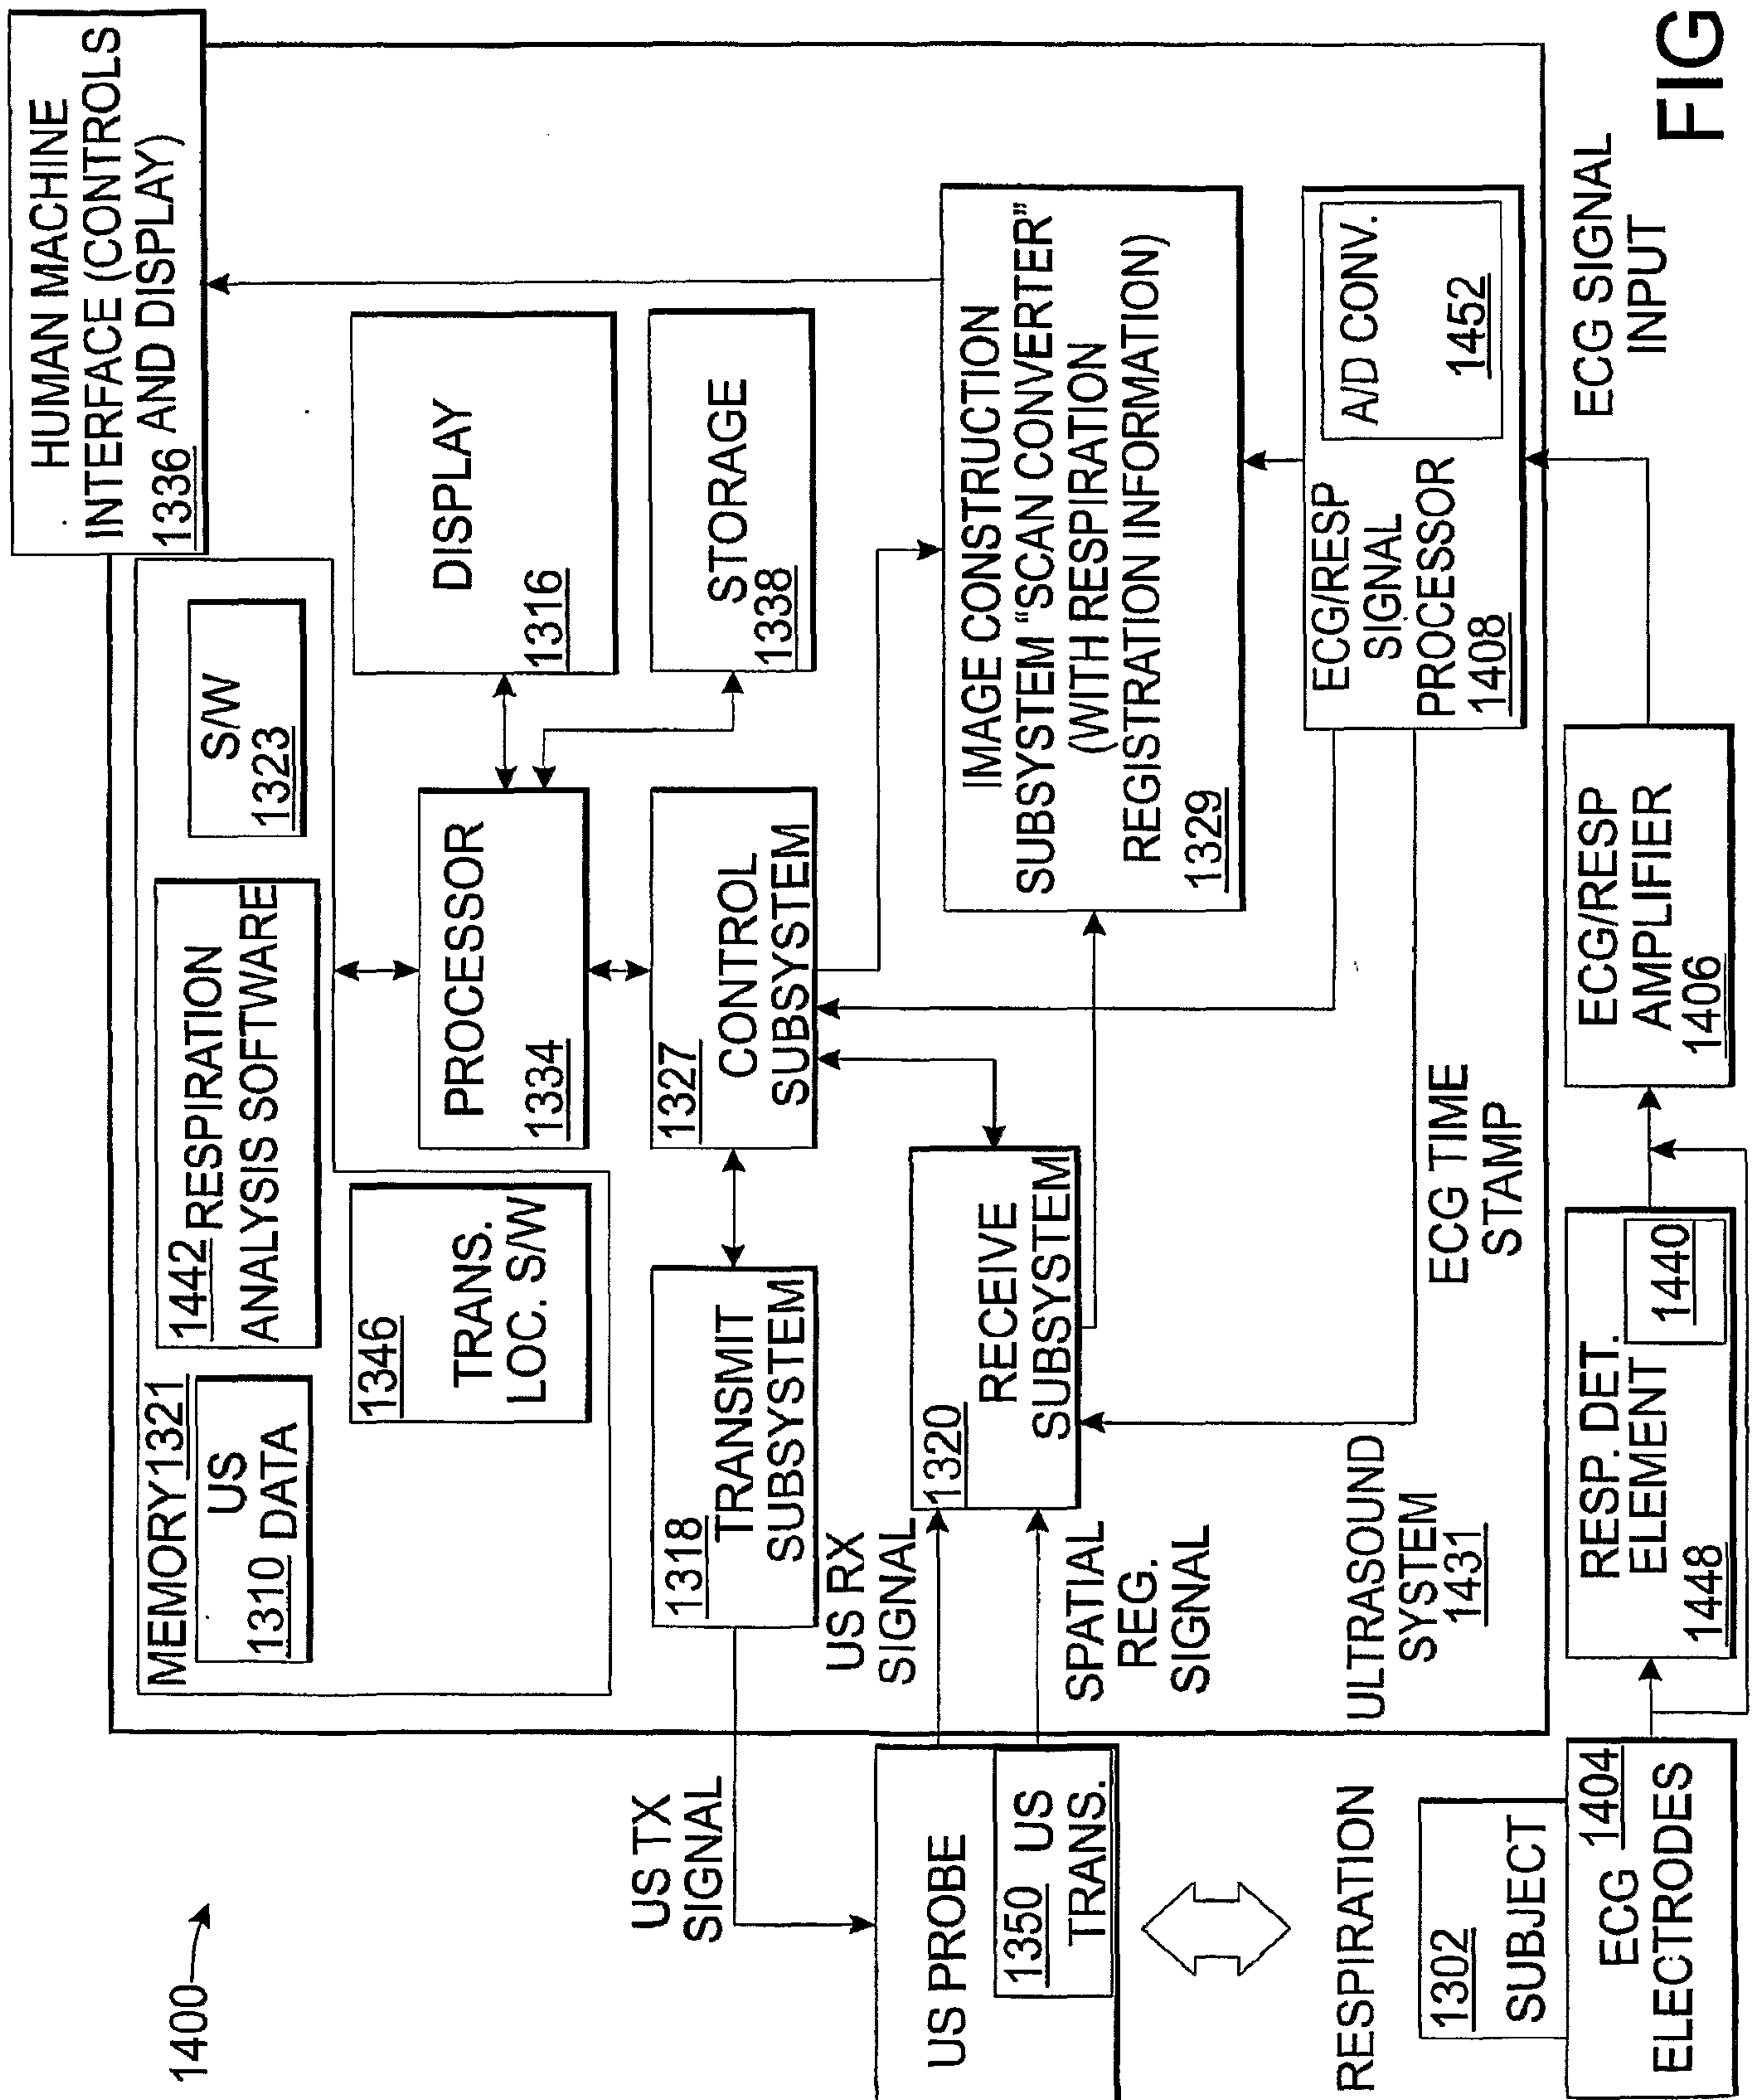 1400
HUMAN MACHINE
INTERFACE (CONTROLS
1336 AND DISPLAY)
MEMORY 1321
US
1310 DATA
1442 RESPIRATION
ANALYSIS SOFTWARE
S/W
1323
1346
TRANS.
LOC. S/W
PROCESSOR
1334
DISPLAY
1316
STORAGE
1338
US TX
SIGNAL
1318
TRANSMIT
SUBSYSTEM
1327
CONTROL
SUBSYSTEM
US RX
SIGNAL
US PROBE
1350 US
TRANS.
SPATIAL
REG.
SIGNAL
1320
RECEIVE
SUBSYSTEM
IMAGE CONSTRUCTION
SUBSYSTEM "SCAN CONVERTER"
(WITH RESPIRATION
REGISTRATION INFORMATION)
1329
ECG/RESP
SIGNAL
PROCESSOR
1408
A/D CONV.
1452
ULTRASOUND
SYSTEM
1431
ECG TIME
STAMP
RESPIRATION
1302
SUBJECT
ECG 1404
ELECTRODES
RESP. DET.
ELEMENT
1448
1440
ECG/RESP
AMPLIFIER
1406
ECG SIGNAL
INPUT
FIG